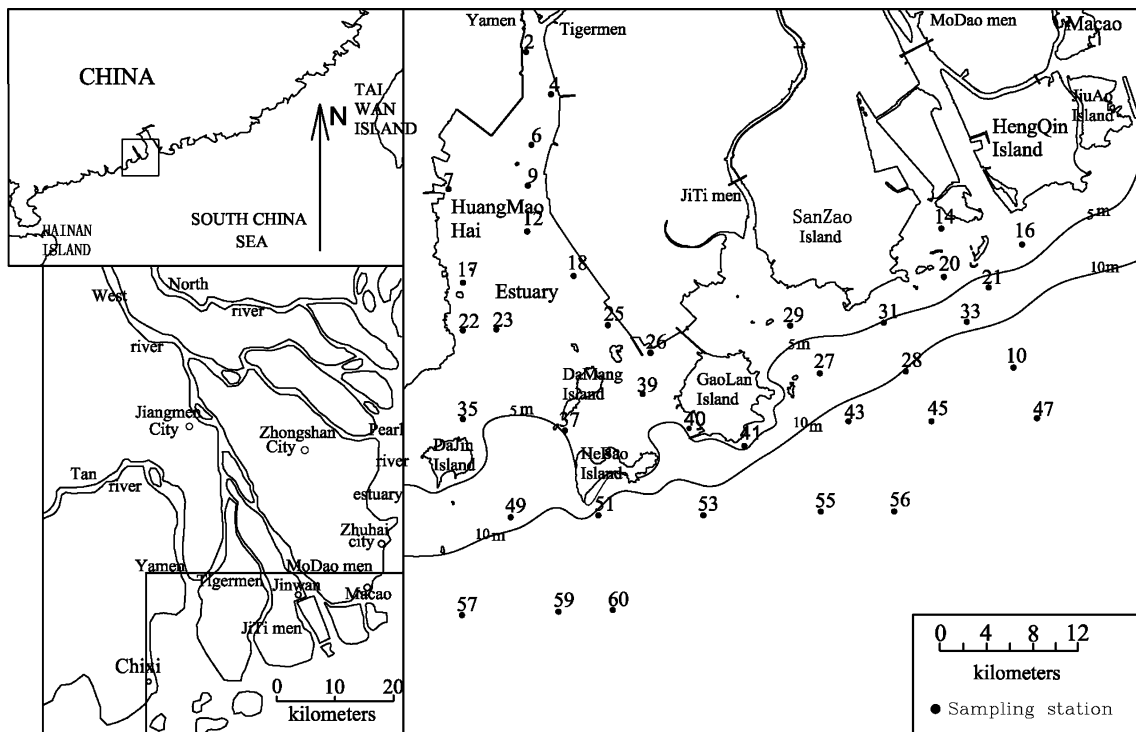 CHINA
TAI
WAN
ISLAND
N
SOUTH CHINA
SEA
HAINAN
ISLAND
North
West
river
river
Jiangmen
City
Zhongshan
City
Pearl
river
estuary
Tan
river
Zhuhai
city
Yamen
Tigermen
MoDao men
Jinwan
Macao
JiTi men
Chixi
0 10 20
kilometers
Yamen
Tigermen
MoDao men
Macao
JiuAo
Island
HengQin
Island
2
4
6
7
9
HuangMao
Hai
12
JiTi men
SanZao
Island
14
16
5m
10m
17
18
Estuary
20
21
22
23
25
26
29
31
33
5m
27
28
10
DaMang
Island
39
GaoLan
Island
35
5m
37
40
41
10m
43
45
47
DaJin
Island
HeBao
Island
49
51
53
55
56
10m
57
59
60
0 4 8 12
kilometers
Sampling station